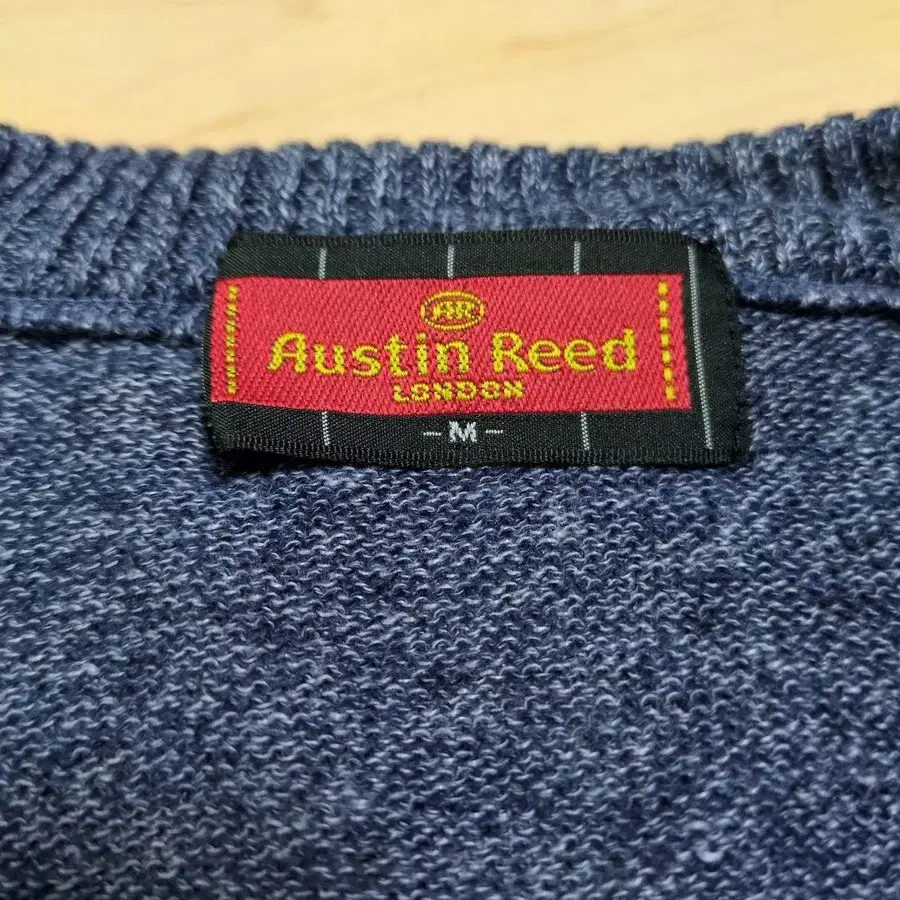 AR
Austin Reed
LONDON
- M -